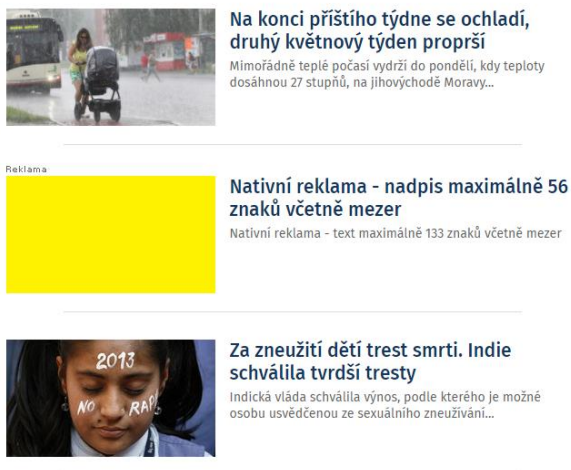 Na konci příštího týdne se ochladí,
druhý květnový týden proprší
Mimořádně teplé počasí vydrží do pondělí, kdy teploty
dosáhnou 27 stupňů, na jihovýchodě Moravy...
Reklama
Nativní reklama - nadpis maximálně 56
znaků včetně mezer
Nativní reklama - text maximálně 133 znaků včetně mezer
2013
NO RAP
Za zneužití dětí trest smrti. Indie
schválila tvrdší tresty
Indická vláda schválila výnos, podle kterého je možné
osobu usvědčenou ze sexuálního zneužívání...